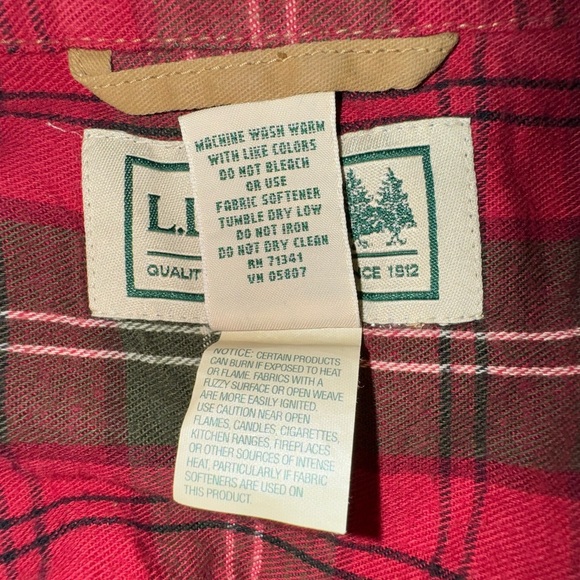 MACHINE WASH WARM
WITH LIKE COLORS
DO NOT BLEACH
OR USE
FABRIC SOFTENER
TUMBLE DRY LOW
DO NOT IRON
DO NOT DRY CLEAN
RN 71341
VN 05807
L.L
QUALIT
NCE 1912
NOTICE: CERTAIN PRODUCTS
CAN BURN IF EXPOSED TO HEAT
OR FLAME. FABRICS WITH A
FUZZY SURFACE OR OPEN WEAVE
ARE MORE EASILY IGNITED.
USE CAUTION NEAR OPEN
FLAMES, CANDLES, CIGARETTES,
KITCHEN RANGES, FIREPLACES
OR OTHER SOURCES OF INTENSE
HEAT, PARTICULARLY IF FABRIC
SOFTENERS ARE USED ON
THIS PRODUCT.